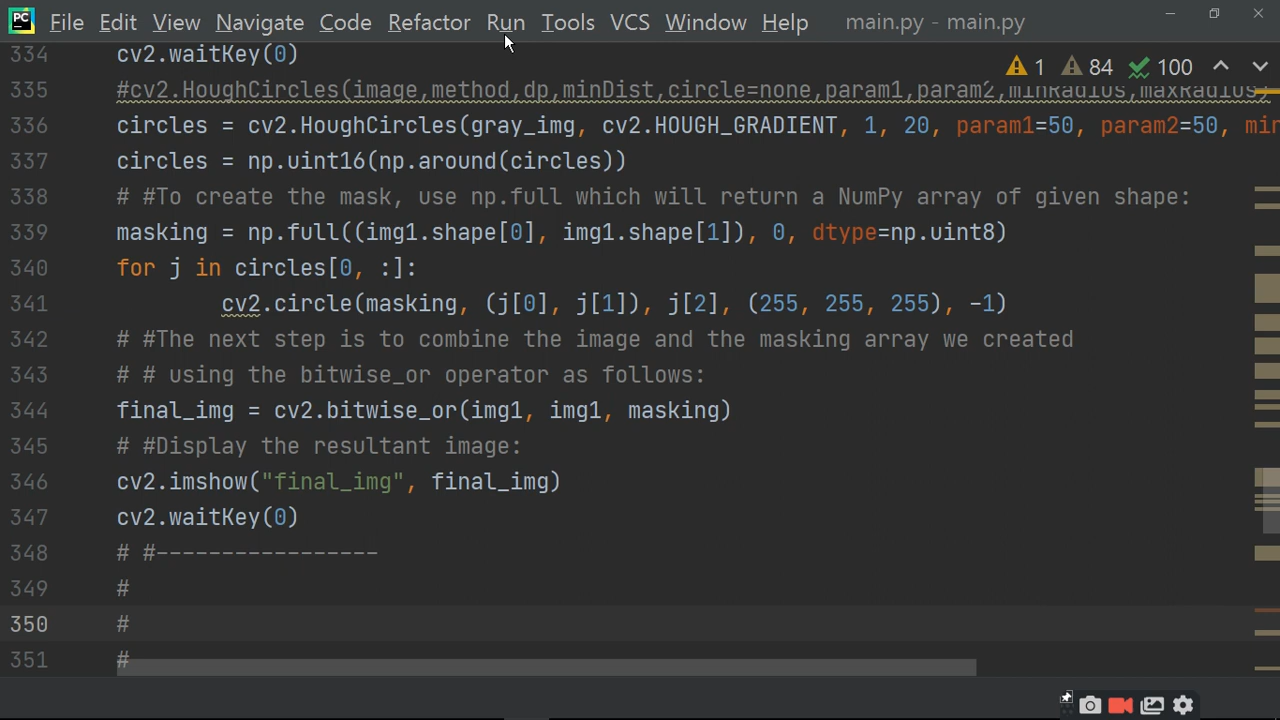 PC File Edit View Navigate Code Refactor Run Tools VCS Window Help main.py - main.py
334 cv2.waitKey(0)
1 84 100
335 #cv2.HoughCircles(image,method,dp,minDist,circle=none,param1,param2,minRadius,maxRadius)
336 circles = cv2.HoughCircles(gray_img, cv2.HOUGH_GRADIENT, 1, 20, param1=50, param2=50, min
337 circles = np.uint16(np.around(circles))
338 # #To create the mask, use np.full which will return a NumPy array of given shape:
339 masking = np.full((img1.shape[0], img1.shape[1]), 0, dtype=np.uint8)
340 for j in circles[0, :]:
341 cv2.circle(masking, (j[0], j[1]), j[2], (255, 255, 255), -1)
342 # #The next step is to combine the image and the masking array we created
343 # # using the bitwise_or operator as follows:
344 final_img = cv2.bitwise_or(img1, img1, masking)
345 # #Display the resultant image:
346 cv2.imshow("final_img", final_img)
347 cv2.waitKey(0)
348 # #-----------------
349 #
350 #
351 #